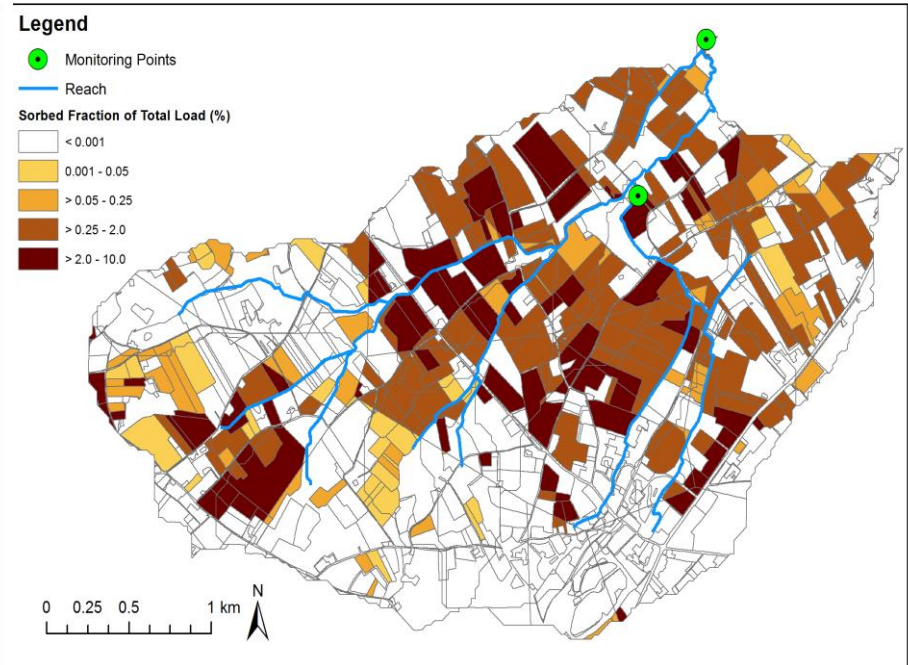 Legend
Monitoring Points
Reach
Sorbed Fraction of Total Load (%)
< 0.001
0.001 - 0.05
> 0.05 - 0.25
> 0.25 - 2.0
> 2.0 - 10.0
0 0.25 0.5 1 km
N